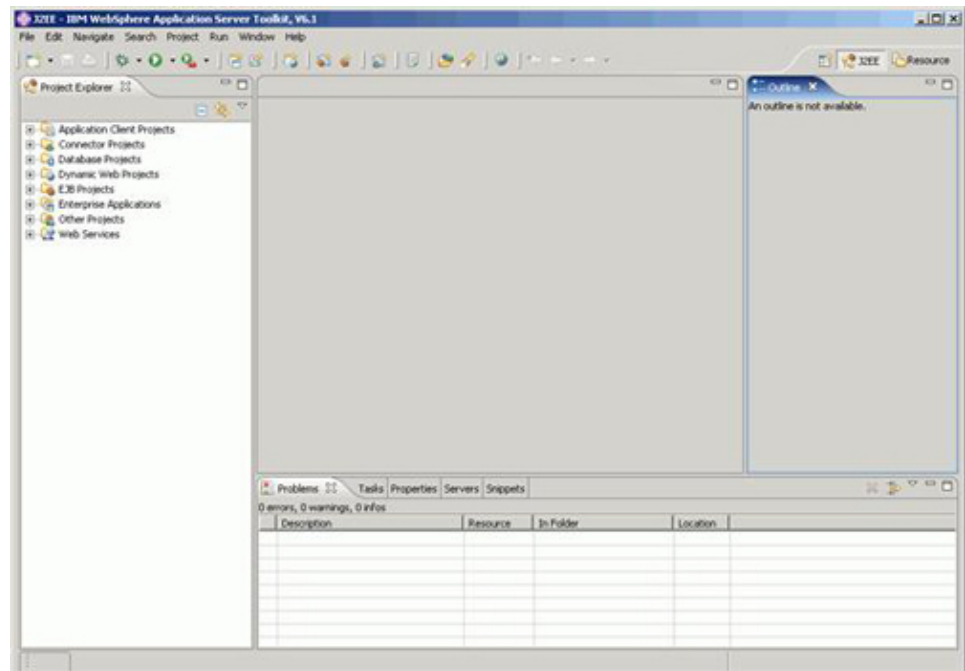 J2EE - IBM WebSphere Application Server Toolkit, V6.1
File Edit Navigate Search Project Run Window Help
J2EE Resource
Project Explorer
Outline
An outline is not available.
Application Client Projects
Connector Projects
Database Projects
Dynamic Web Projects
EJB Projects
Enterprise Applications
Other Projects
Web Services
Problems Tasks Properties Servers Snippets
0 errors, 0 warnings, 0 infos
Description Resource In Folder Location